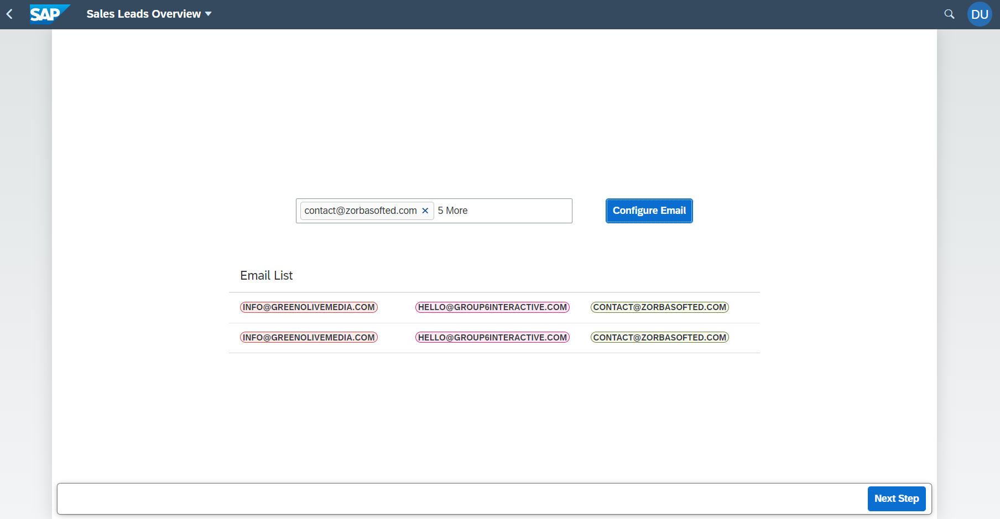 SAP Sales Leads Overview DU
contact@zorbasofted.com 5 More Configure Email
Email List
INFO@GREENOLIVEMEDIA.COM HELLO@GROUP6INTERACTIVE.COM CONTACT@ZORBASOFTED.COM
INFO@GREENOLIVEMEDIA.COM HELLO@GROUP6INTERACTIVE.COM CONTACT@ZORBASOFTED.COM
Next Step